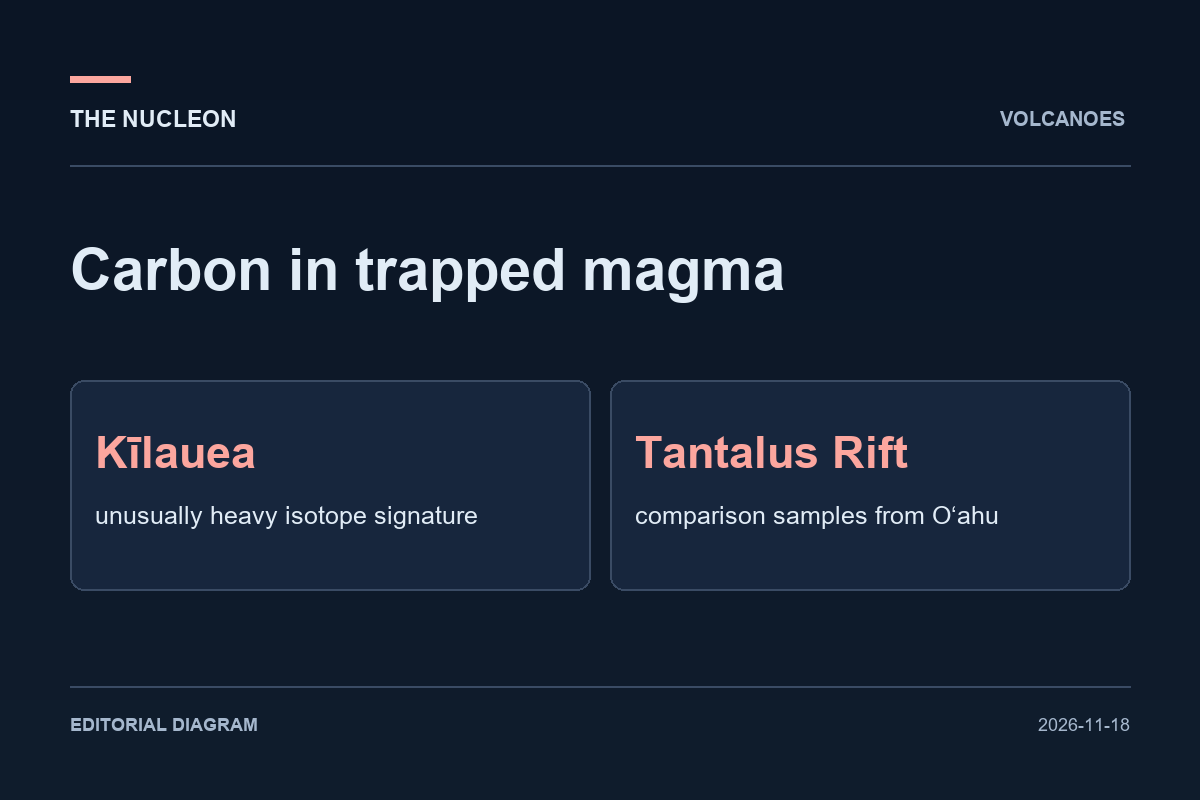 THE NUCLEON
VOLCANOES
Carbon in trapped magma
Kīlauea
unusually heavy isotope signature
Tantalus Rift
comparison samples from Oʻahu
EDITORIAL DIAGRAM
2026-11-18